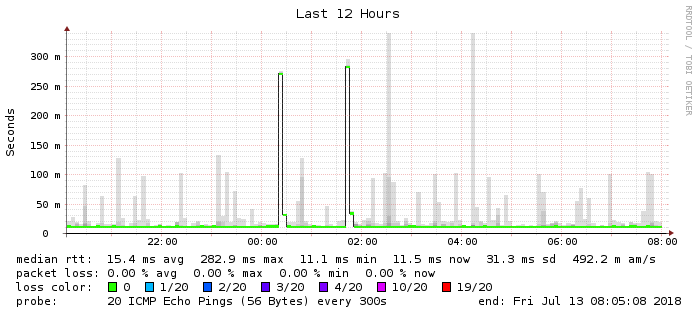 Last 12 Hours
RRDTOOL / TOBI OETIKER
Seconds
300 m
250 m
200 m
150 m
100 m
50 m
0
22:00 00:00 02:00 04:00 06:00 08:00
median rtt: 15.4 ms avg 282.9 ms max 11.1 ms min 11.5 ms now 31.3 ms sd 492.2 m am/s
packet loss: 0.00 % avg 0.00 % max 0.00 % min 0.00 % now
loss color: 0 1/20 2/20 3/20 4/20 10/20 19/20
probe: 20 ICMP Echo Pings (56 Bytes) every 300s end: Fri Jul 13 08:05:08 2018